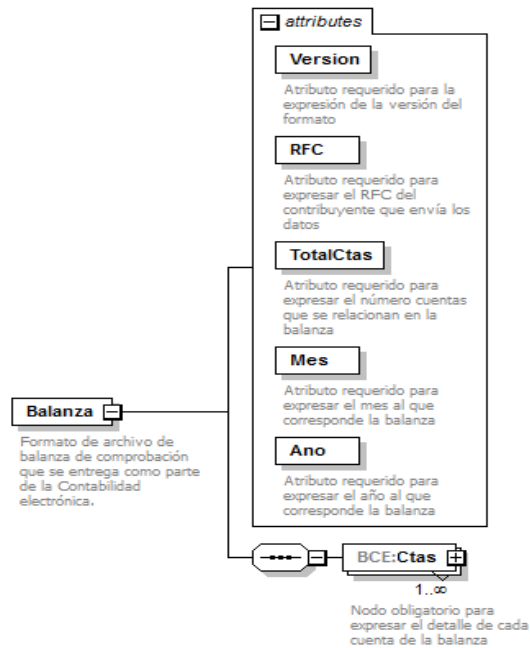 attributes
Version
Atributo requerido para la
expresión de la versión del
formato
RFC
Atributo requerido para
expresar el RFC del
contribuyente que envía los
datos
TotalCtas
Atributo requerido para
expresar el número cuentas
que se relacionan en la
balanza
Mes
Atributo requerido para
expresar el mes al que
corresponde la balanza
Ano
Atributo requerido para
expresar el año al que
corresponde la balanza
Balanza
Formato de archivo de
balanza de comprobación
que se entrega como parte
de la Contabilidad
electrónica.
BCE:Ctas
1..∞
Nodo obligatorio para
expresar el detalle de cada
cuenta de la balanza